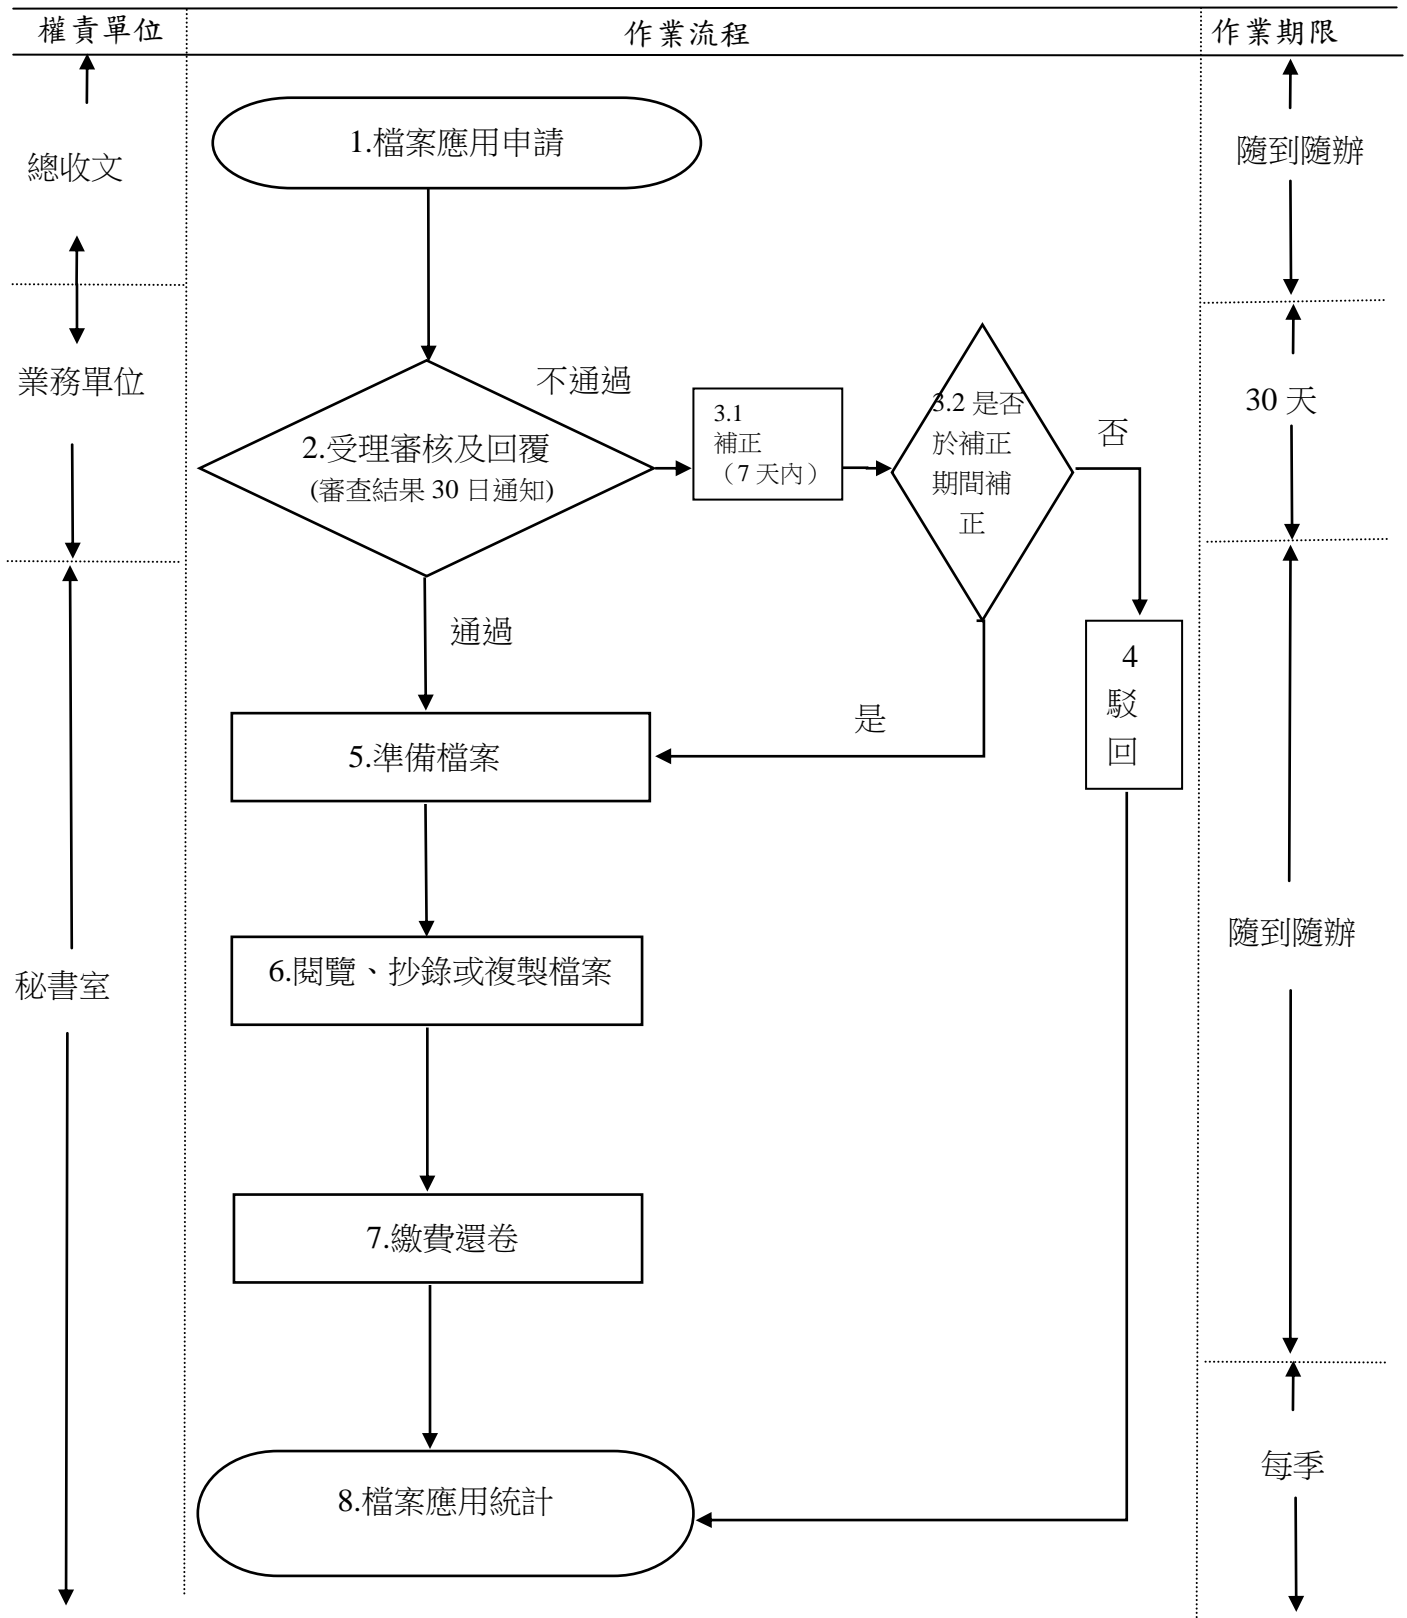 權責單位
作業流程
作業期限
1.檔案應用申請
總收文
隨到隨辦
業務單位
不通過
30 天
2.受理審核及回覆
(審查結果 30 日通知)
3.1
補正
（7 天內）
3.2 是否
於補正
期間補
正
否
通過
4
駁
回
是
5.準備檔案
隨到隨辦
6.閱覽、抄錄或複製檔案
秘書室
7.繳費還卷
每季
8.檔案應用統計